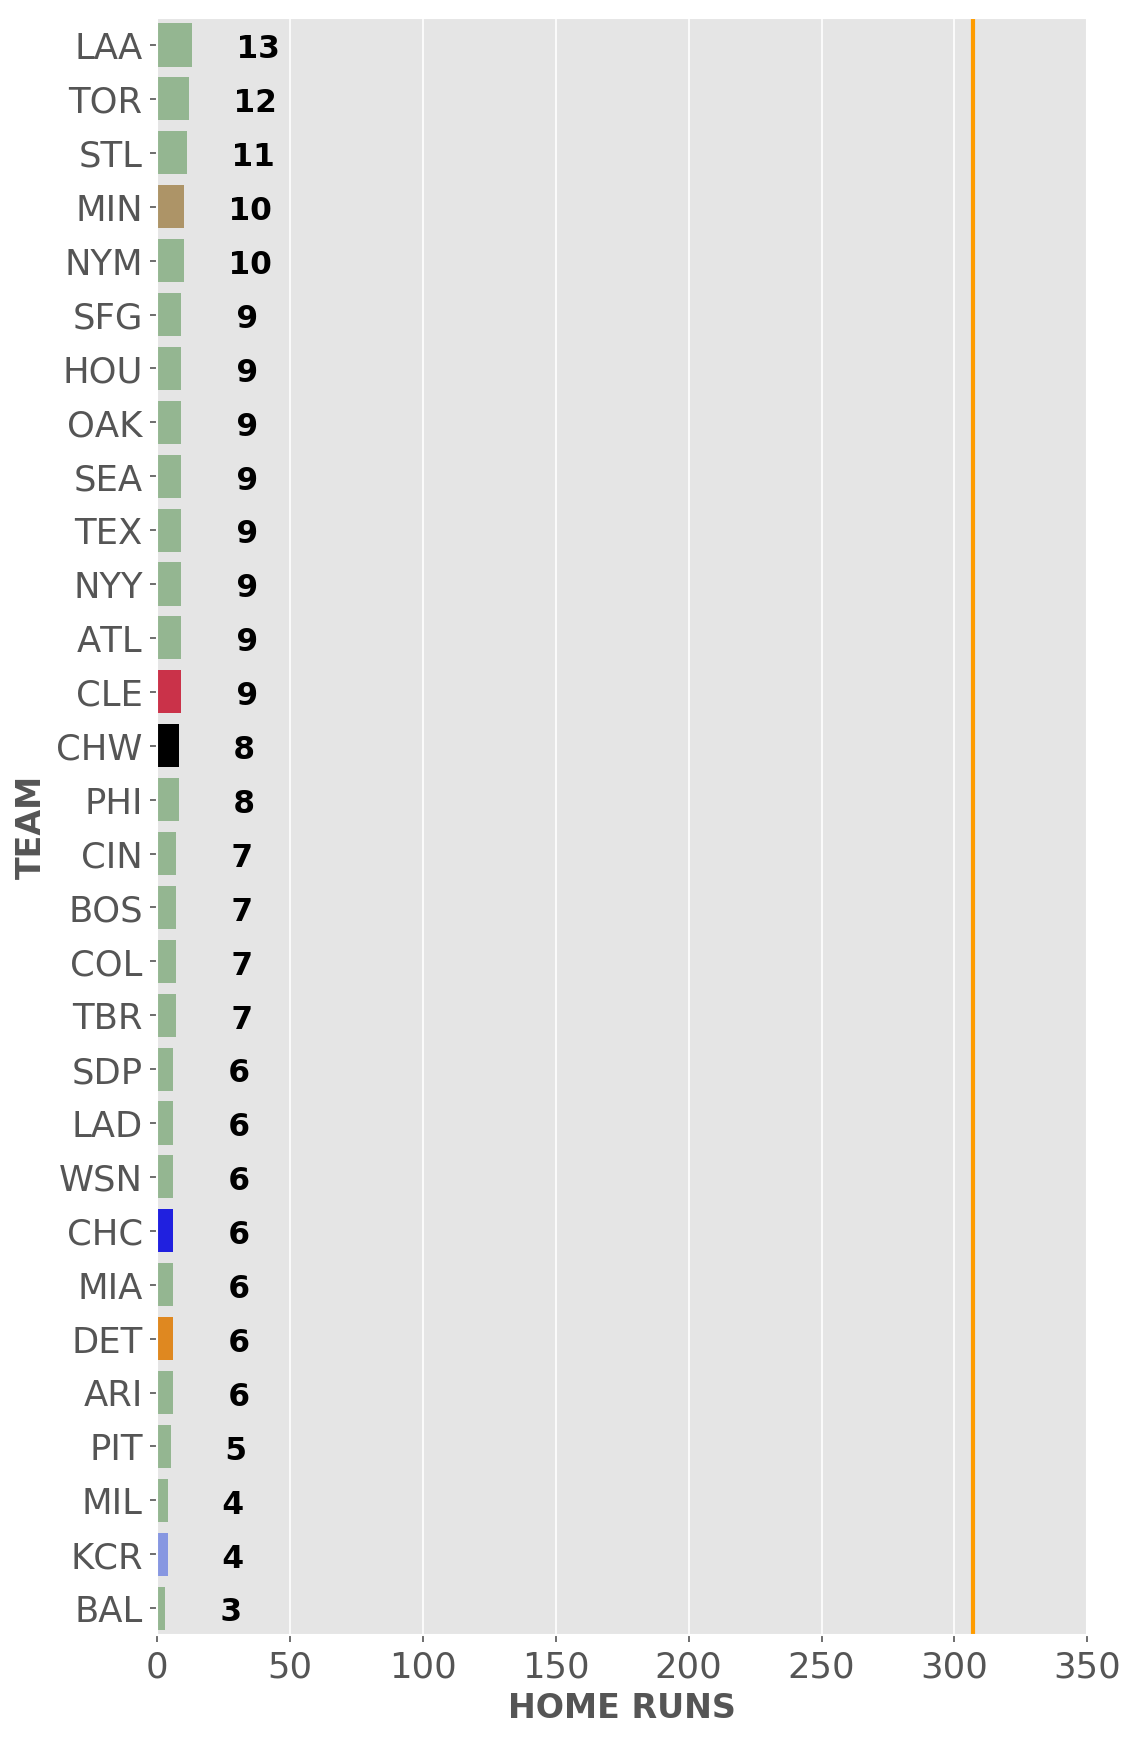 LAA 13
TOR 12
STL 11
MIN 10
NYM 10
SFG 9
HOU 9
OAK 9
SEA 9
TEX 9
NYY 9
ATL 9
CLE 9
CHW 8
PHI 8
CIN 7
BOS 7
COL 7
TBR 7
SDP 6
LAD 6
WSN 6
CHC 6
MIA 6
DET 6
ARI 6
PIT 5
MIL 4
KCR 4
BAL 3
TEAM
0 50 100 150 200 250 300 350
HOME RUNS